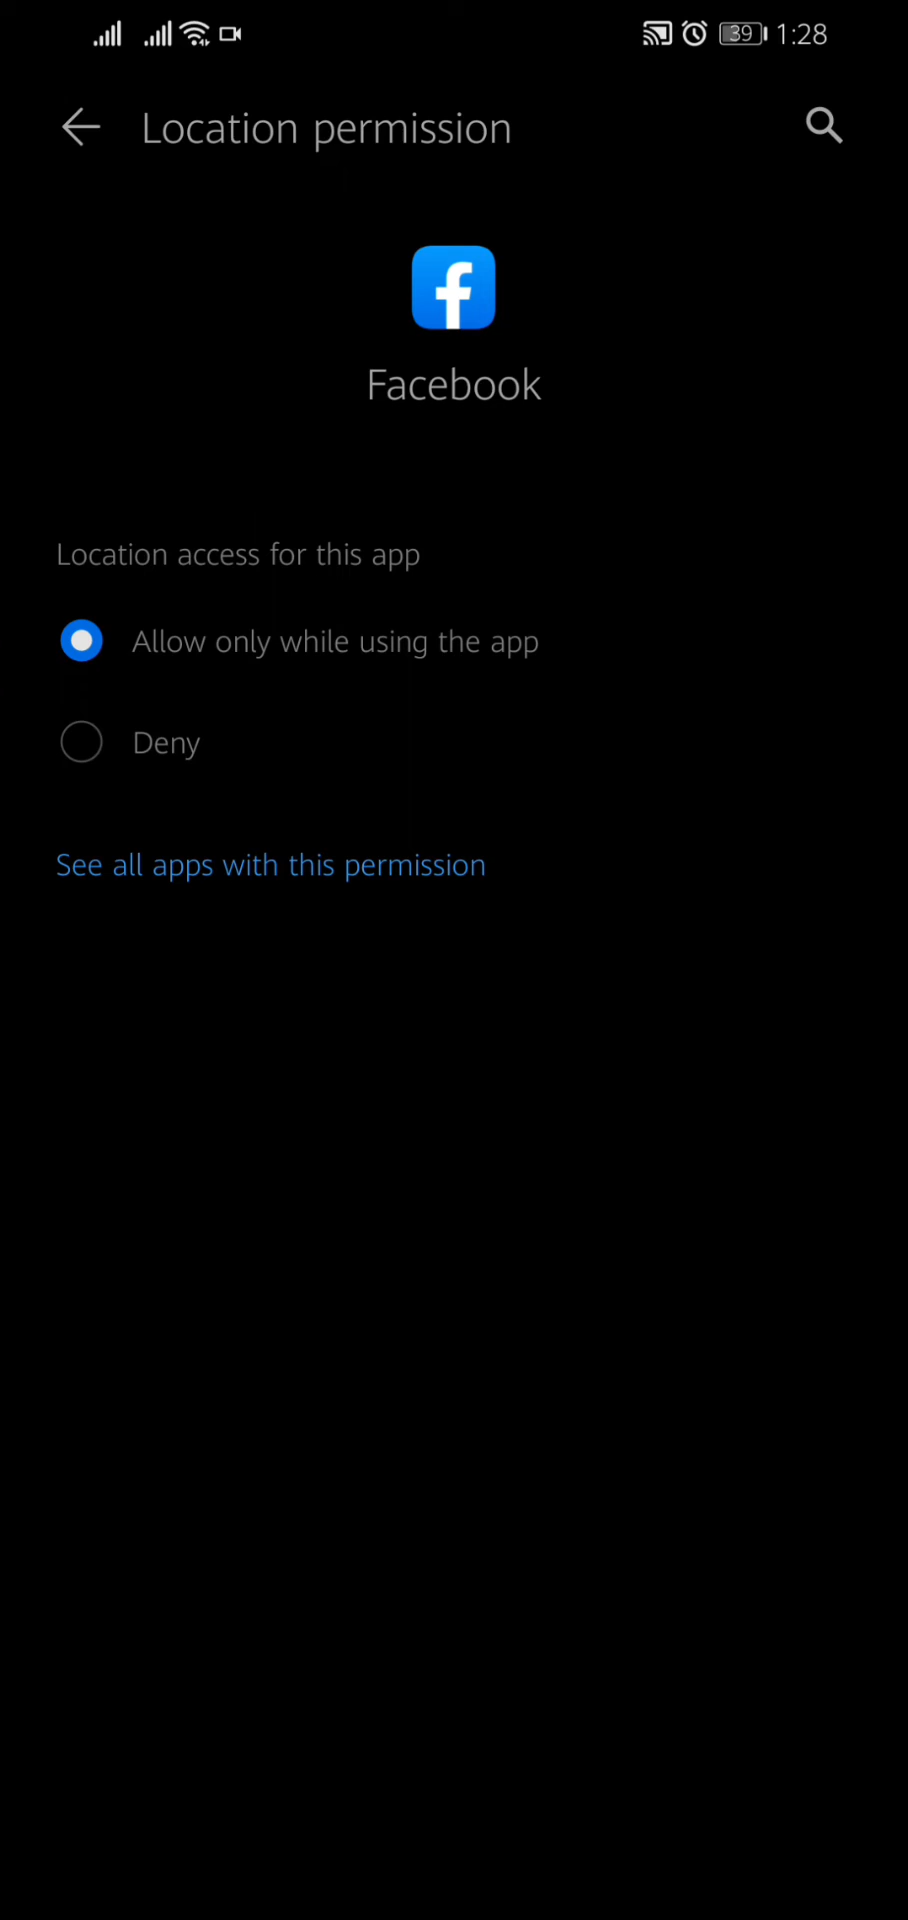 39 1:28
Location permission
Facebook
Location access for this app
Allow only while using the app
Deny
See all apps with this permission